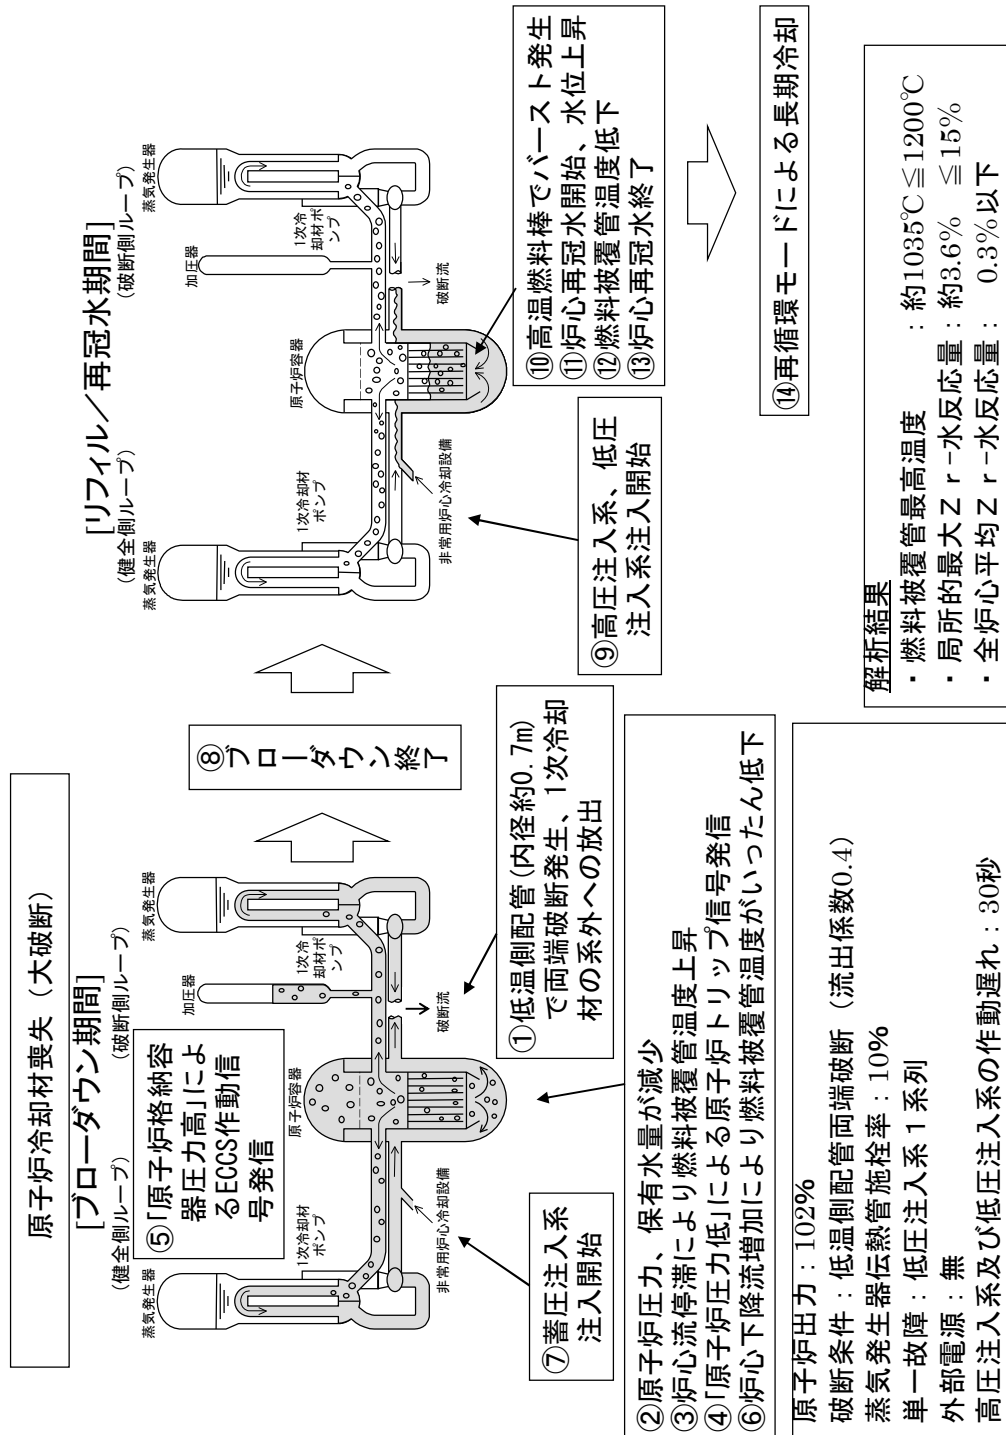 原子炉冷却材喪失（大破断）
[ブローダウン期間]
(健全側ループ)
(破断側ループ)
蒸気発生器
1次冷却材
ポンプ
⑤「原子炉格納容
器圧力高」によ
るECCS作動信
号発信
原子炉容器
加圧器
1次冷
却材ポ
ンプ
蒸気発生器
非常用炉心冷却設備
破断流
⑦蓄圧注入系
注入開始
①低温側配管(内径約0.7m)
で両端破断発生、1次冷却
材の系外への放出
②原子炉圧力、保有水量が減少
③炉心流停滞により燃料被覆管温度上昇
④「原子炉圧力低」による原子炉トリップ信号発信
⑥炉心下降流増加により燃料被覆管温度がいったん低下
⑧ブローダウン
終了
[リフィル／再冠水期間]
(健全側ループ)
(破断側ループ)
蒸気発生器
1次冷却材
ポンプ
原子炉容器
加圧器
1次冷
却材ポ
ンプ
蒸気発生器
非常用炉心冷却設備
破断流
⑨高圧注入系、低圧
注入系注入開始
⑩高温燃料棒でバースト発生
⑪炉心再冠水開始、水位上昇
⑫燃料被覆管温度低下
⑬炉心再冠水終了
⑭再循環モードによる長期冷却
原子炉出力：102%
破断条件：低温側配管両端破断（流出係数0.4）
蒸気発生器伝熱管施栓率：10%
単一故障：低圧注入系１系列
外部電源：無
高圧注入系及び低圧注入系の作動遅れ：30秒
解析結果
・燃料被覆管最高温度　　　：約1035℃≦1200℃
・局所的最大Ｚｒ−水反応量：約3.6%　≦15%
・全炉心平均Ｚｒ−水反応量：　0.3%以下